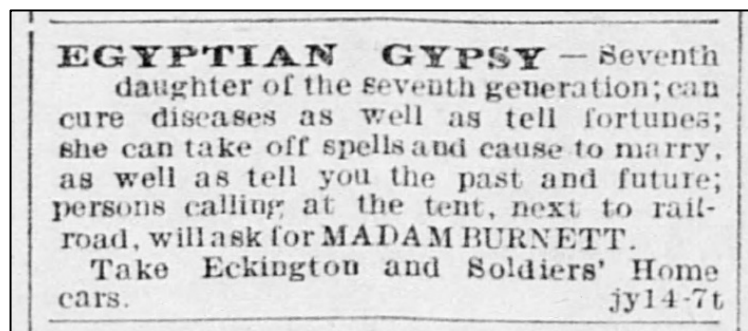 EGYPTIAN GYPSY — Seventh
daughter of the seventh generation; can
cure diseases as well as tell fortunes;
she can take off spells and cause to marry,
as well as tell you the past and future;
persons calling at the tent, next to rail-
road, will ask for MADAM BURNETT.
Take Eckington and Soldiers' Home
cars. jy14-7t